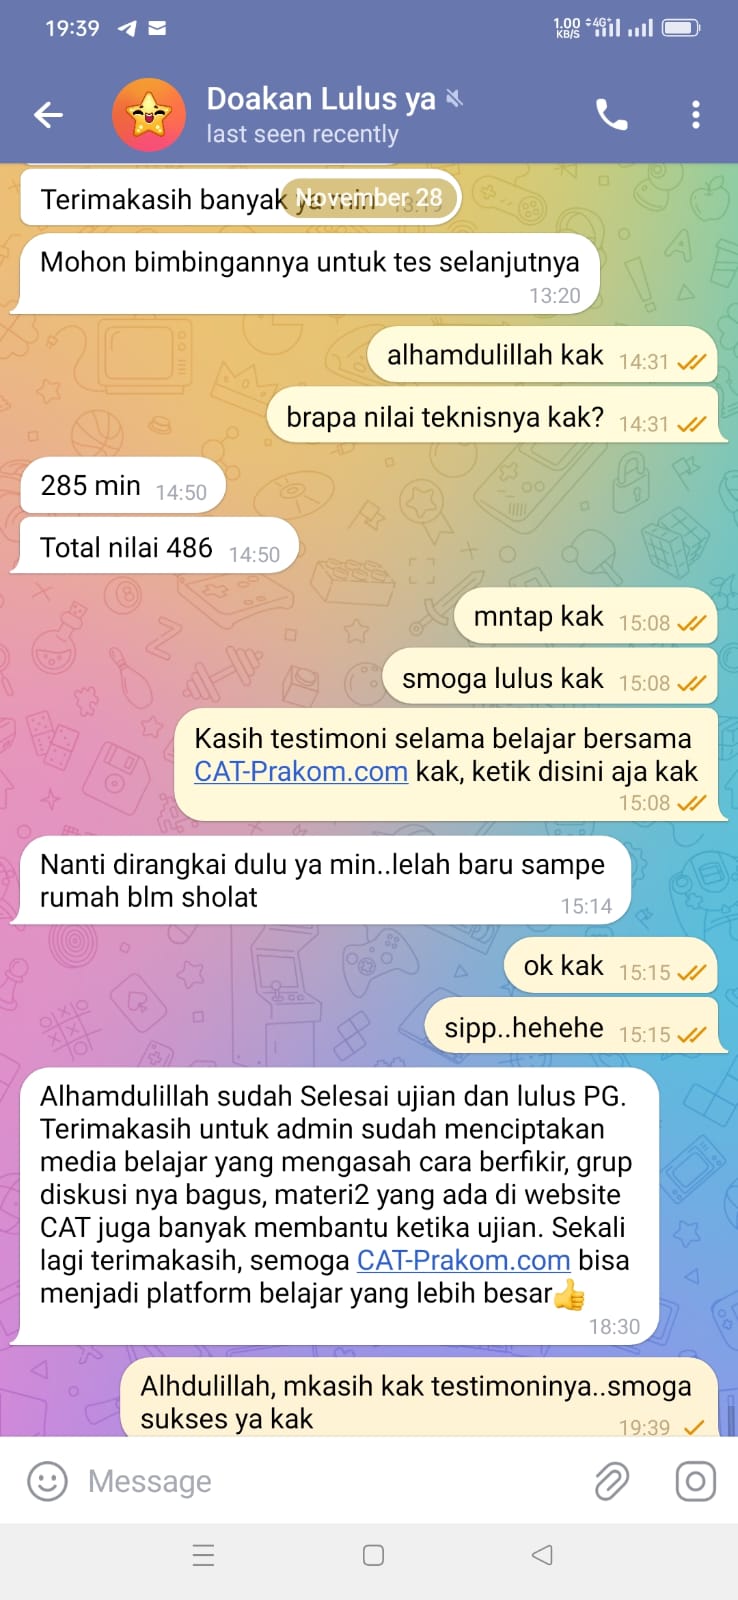 19:39
1.00 KB/S 4G+
Doakan Lulus ya
last seen recently
November 28
Terimakasih banyak ya min 13:19
Mohon bimbingannya untuk tes selanjutnya
13:20
alhamdulillah kak 14:31
brapa nilai teknisnya kak? 14:31
285 min 14:50
Total nilai 486 14:50
mntap kak 15:08
smoga lulus kak 15:08
Kasih testimoni selama belajar bersama
CAT-Prakom.com kak, ketik disini aja kak
15:08
Nanti dirangkai dulu ya min..lelah baru sampe
rumah blm sholat
15:14
ok kak 15:15
sipp..hehehe 15:15
Alhamdulillah sudah Selesai ujian dan lulus PG.
Terimakasih untuk admin sudah menciptakan
media belajar yang mengasah cara berfikir, grup
diskusi nya bagus, materi2 yang ada di website
CAT juga banyak membantu ketika ujian. Sekali
lagi terimakasih, semoga CAT-Prakom.com bisa
menjadi platform belajar yang lebih besar👍
18:30
Alhdulillah, mkasih kak testimoninya..smoga
sukses ya kak
19:39
Message